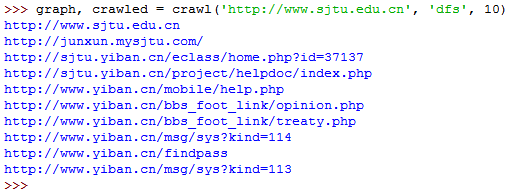 >>> graph, crawled = crawl('http://www.sjtu.edu.cn', 'dfs', 10)
http://www.sjtu.edu.cn
http://junxun.mysjtu.com/
http://sjtu.yiban.cn/eclass/home.php?id=37137
http://sjtu.yiban.cn/project/helpdoc/index.php
http://www.yiban.cn/mobile/help.php
http://www.yiban.cn/bbs_foot_link/opinion.php
http://www.yiban.cn/bbs_foot_link/treaty.php
http://www.yiban.cn/msg/sys?kind=114
http://www.yiban.cn/findpass
http://www.yiban.cn/msg/sys?kind=113
>>>